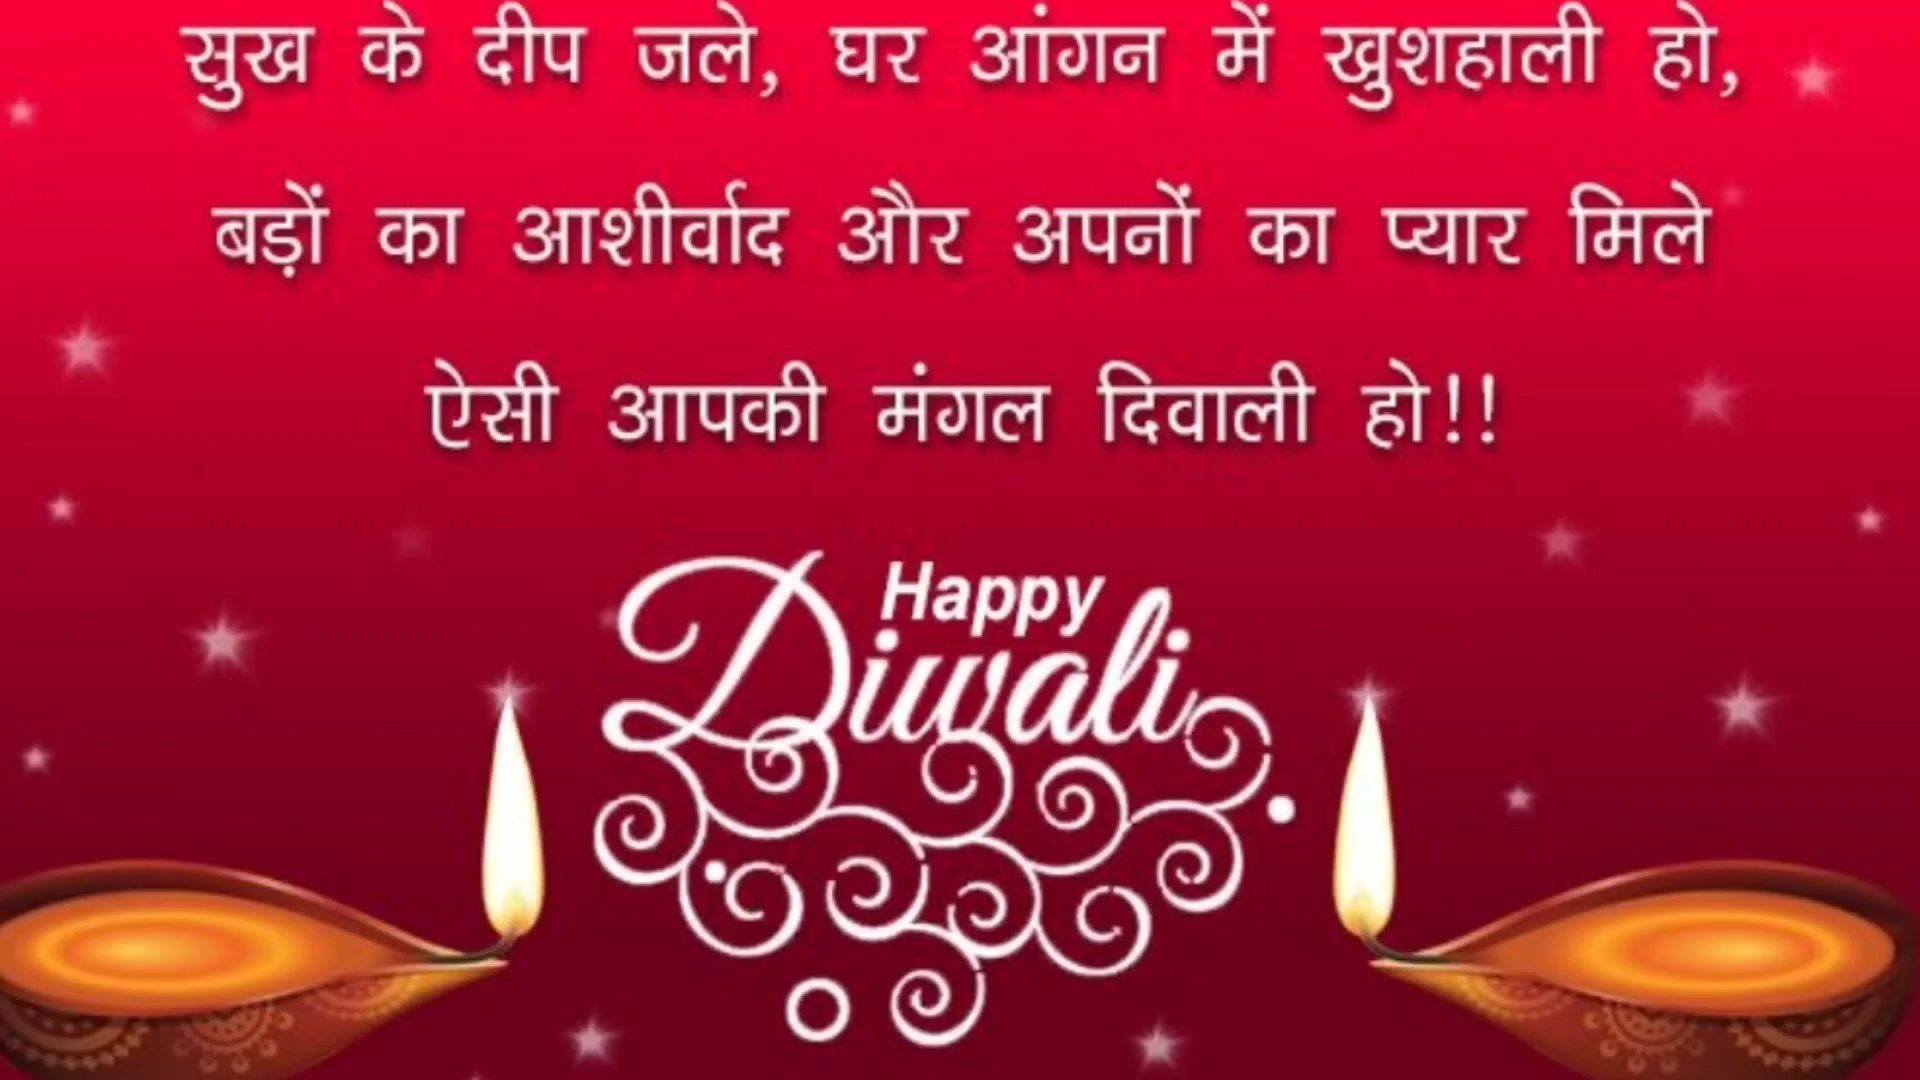 सुख के दीप जले, घर आंगन में खुशहाली हो,
बड़ों का आशीर्वाद और अपनों का प्यार मिले
ऐसी आपकी मंगल दिवाली हो!!
Happy
Diwali